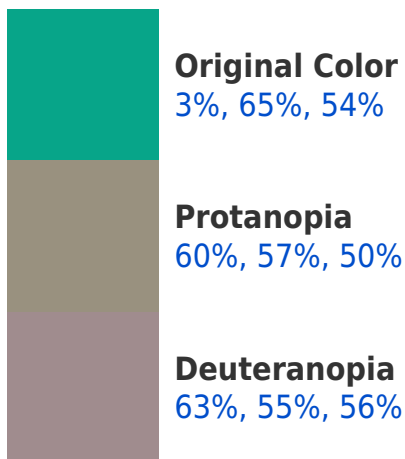 Original Color
3%, 65%, 54%
Protanopia
60%, 57%, 50%
Deuteranopia
63%, 55%, 56%